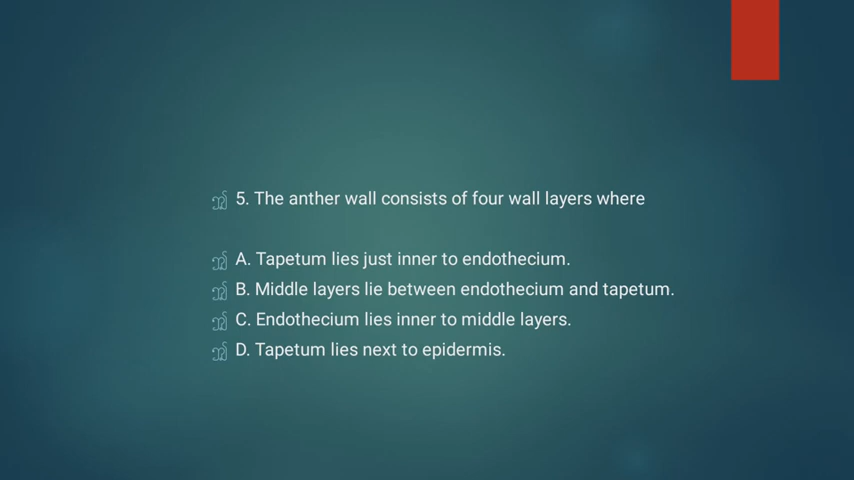 5. The anther wall consists of four wall layers where
A. Tapetum lies just inner to endothecium.
B. Middle layers lie between endothecium and tapetum.
C. Endothecium lies inner to middle layers.
D. Tapetum lies next to epidermis.